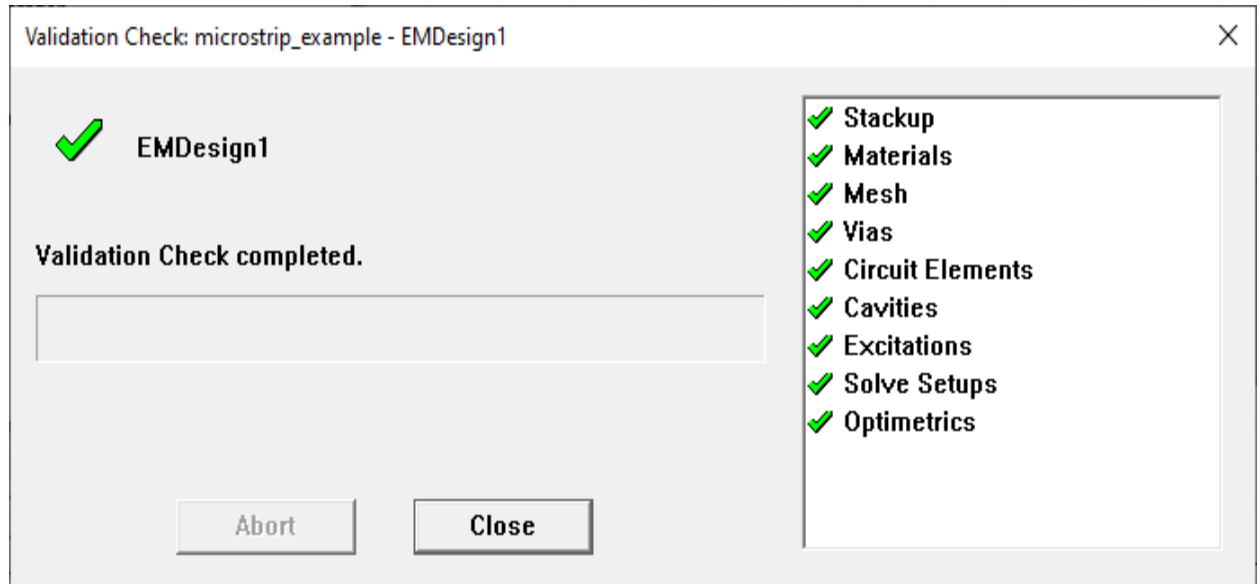 Validation Check: microstrip_example - EMDesign1
EMDesign1
Validation Check completed.
Abort
Close
Stackup
Materials
Mesh
Vias
Circuit Elements
Cavities
Excitations
Solve Setups
Optimetrics